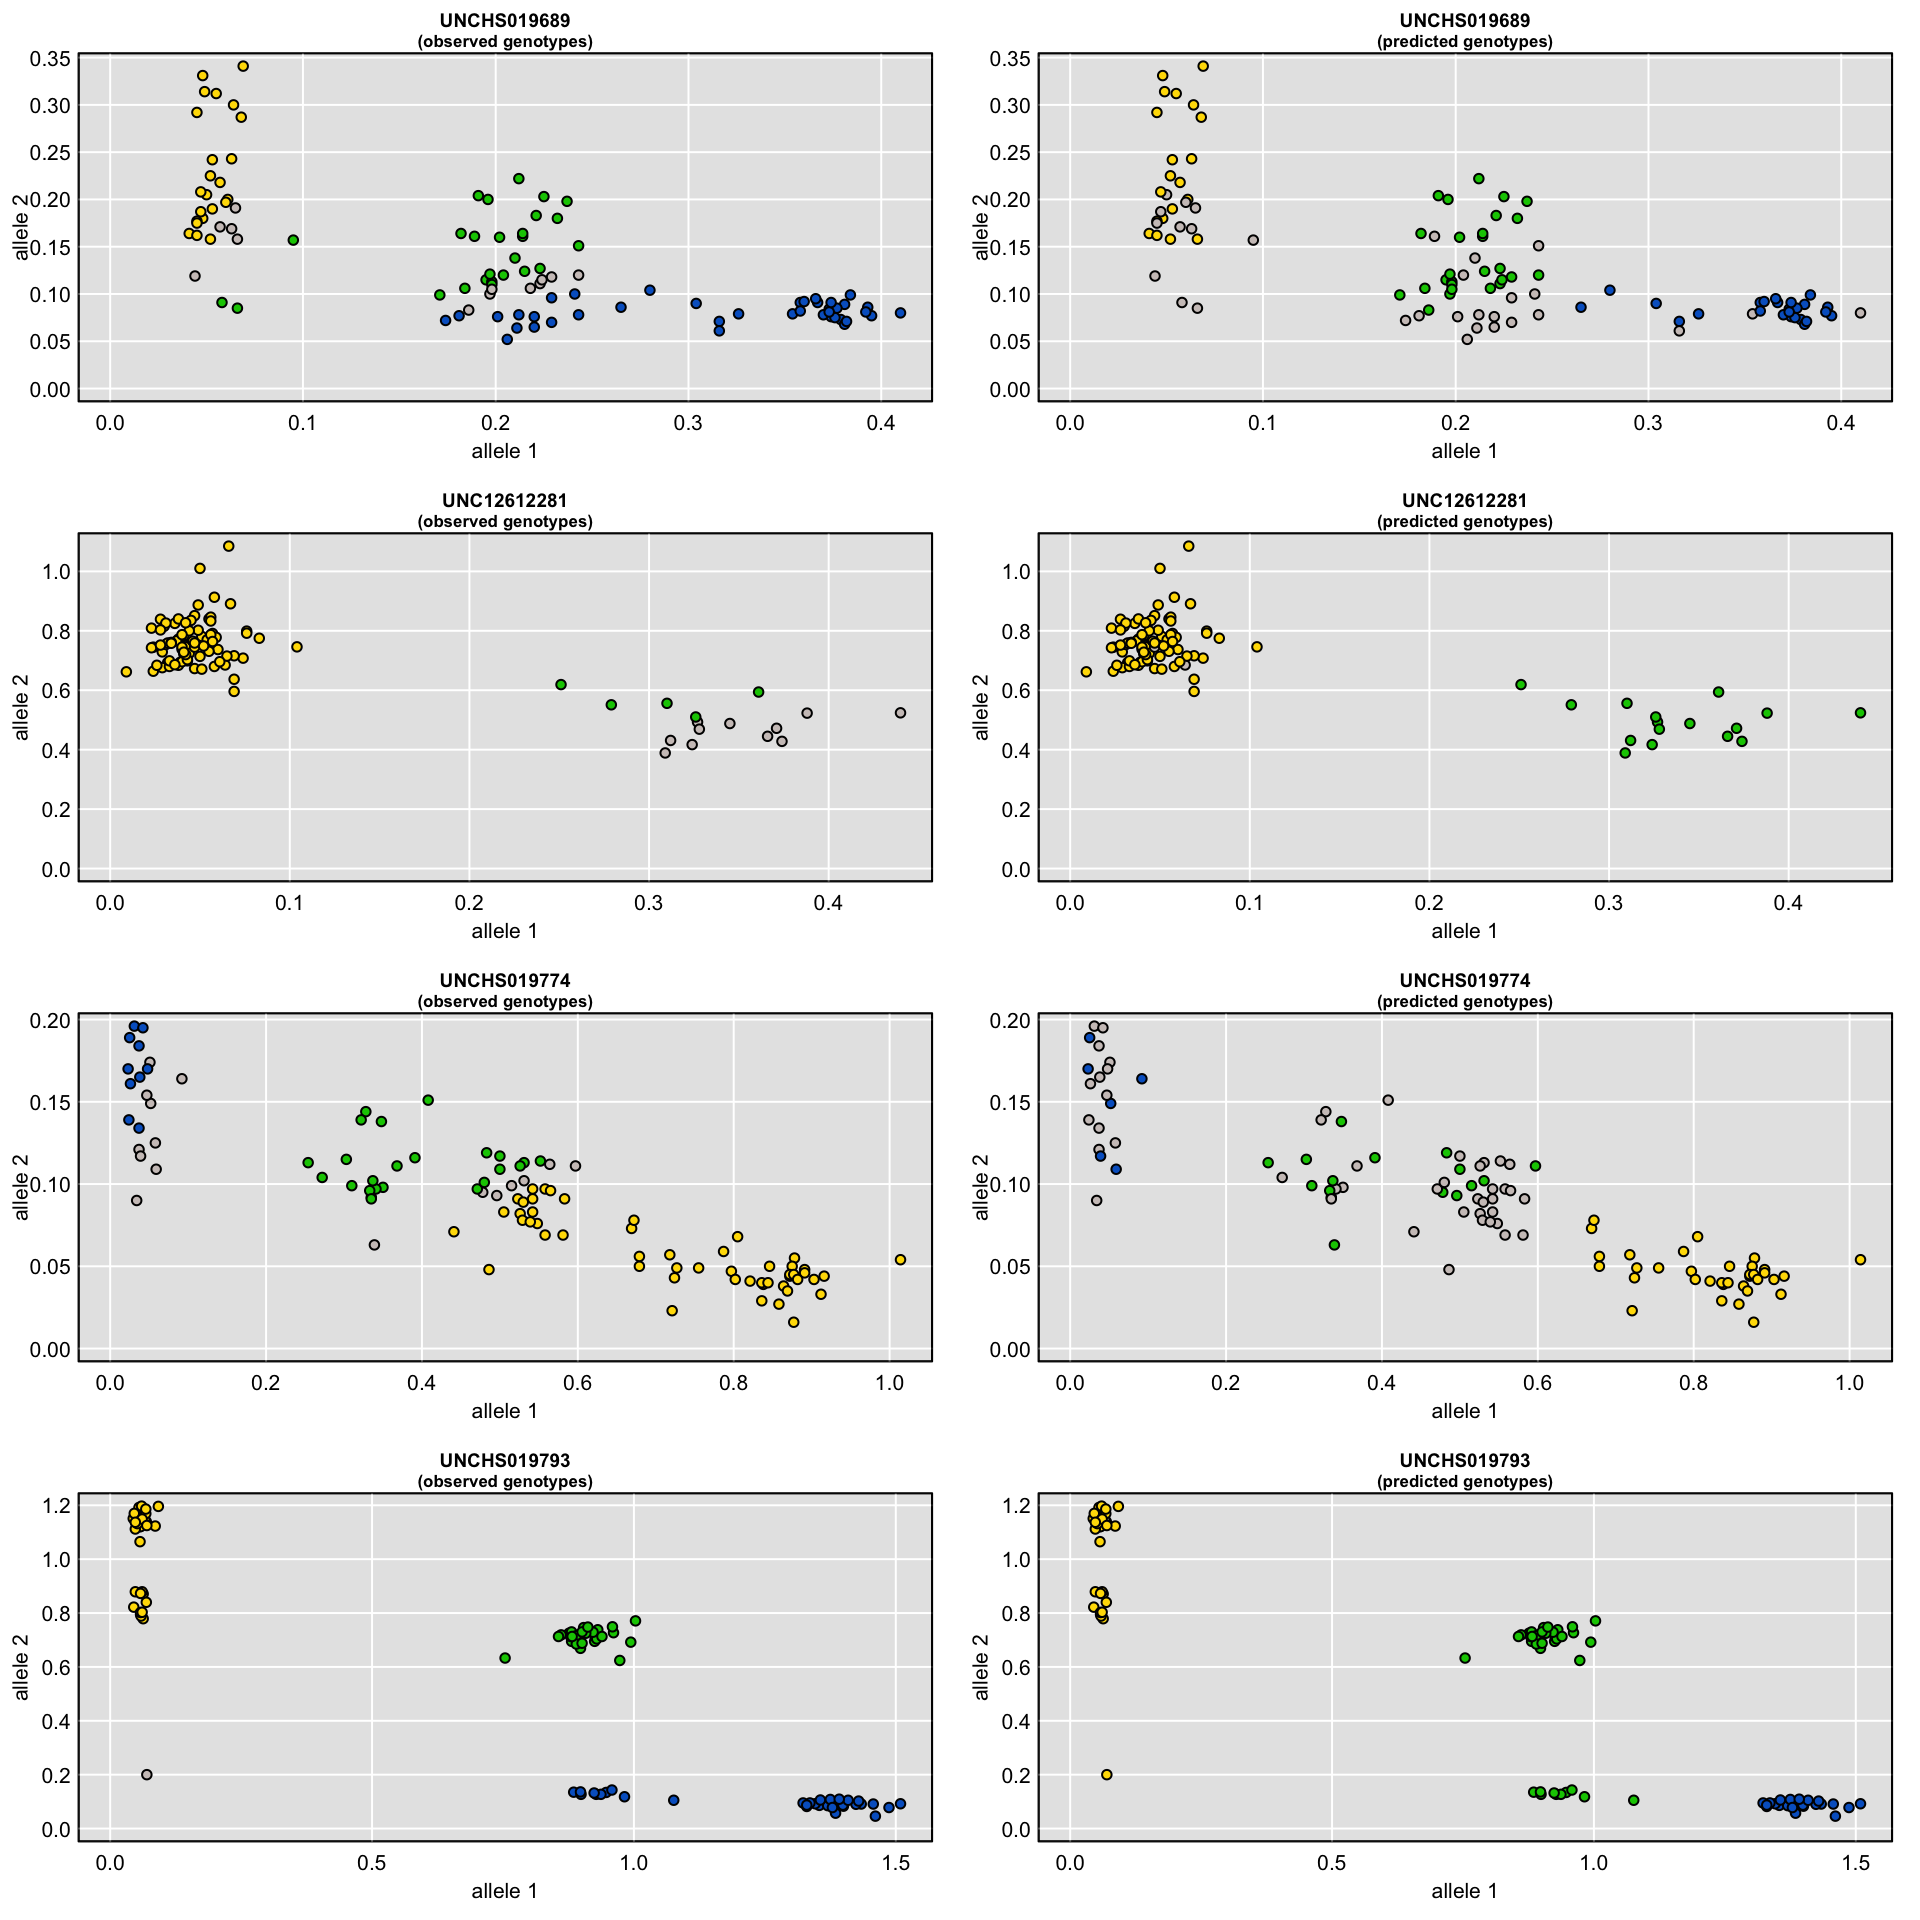 UNCHS019689
(observed genotypes)
allele 2
0.35
0.30
0.25
0.20
0.15
0.10
0.05
0.00
0.0 0.1 0.2 0.3 0.4
allele 1
UNCHS019689
(predicted genotypes)
allele 2
0.35
0.30
0.25
0.20
0.15
0.10
0.05
0.00
0.0 0.1 0.2 0.3 0.4
allele 1
UNC12612281
(observed genotypes)
allele 2
1.0
0.8
0.6
0.4
0.2
0.0
0.0 0.1 0.2 0.3 0.4
allele 1
UNC12612281
(predicted genotypes)
allele 2
1.0
0.8
0.6
0.4
0.2
0.0
0.0 0.1 0.2 0.3 0.4
allele 1
UNCHS019774
(observed genotypes)
allele 2
0.20
0.15
0.10
0.05
0.00
0.0 0.2 0.4 0.6 0.8 1.0
allele 1
UNCHS019774
(predicted genotypes)
allele 2
0.20
0.15
0.10
0.05
0.00
0.0 0.2 0.4 0.6 0.8 1.0
allele 1
UNCHS019793
(observed genotypes)
allele 2
1.2
1.0
0.8
0.6
0.4
0.2
0.0
0.0 0.5 1.0 1.5
allele 1
UNCHS019793
(predicted genotypes)
allele 2
1.2
1.0
0.8
0.6
0.4
0.2
0.0
0.0 0.5 1.0 1.5
allele 1